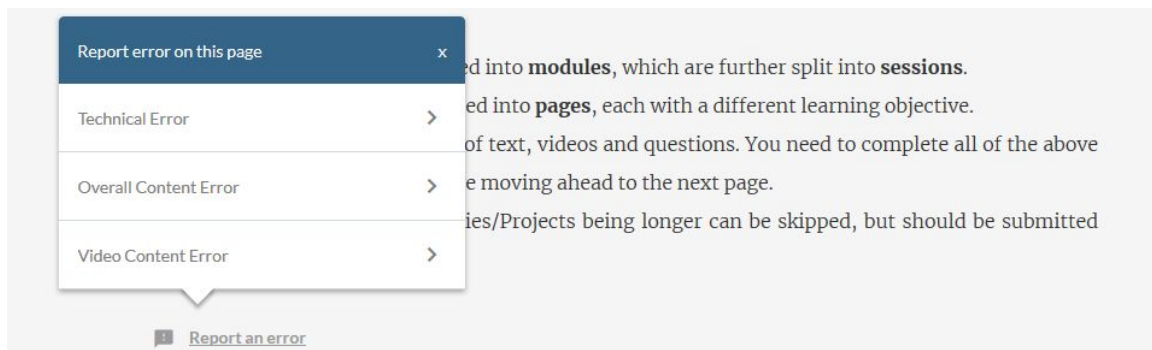 Report error on this page x
Technical Error
Overall Content Error
Video Content Error
ed into modules, which are further split into sessions.
ed into pages, each with a different learning objective.
of text, videos and questions. You need to complete all of the above
e moving ahead to the next page.
ies/Projects being longer can be skipped, but should be submitted
Report an error